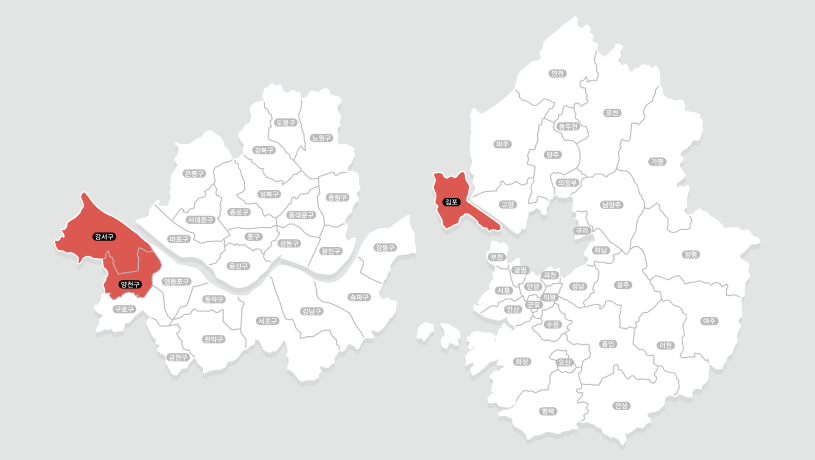 도봉구
노원구
강북구
은평구
성북구
중랑구
종로구
서대문구
동대문구
마포구
중구
성동구
강동구
광진구
용산구
강서구
양천구
영등포구
구로구
동작구
송파구
강남구
서초구
관악구
금천구
연천
포천
동두천
파주
양주
가평
의정부
김포
고양
남양주
구리
하남
양평
부천
광명
과천
시흥
안양
성남
광주
의왕
군포
안산
수원
여주
용인
이천
화성
오산
평택
안성